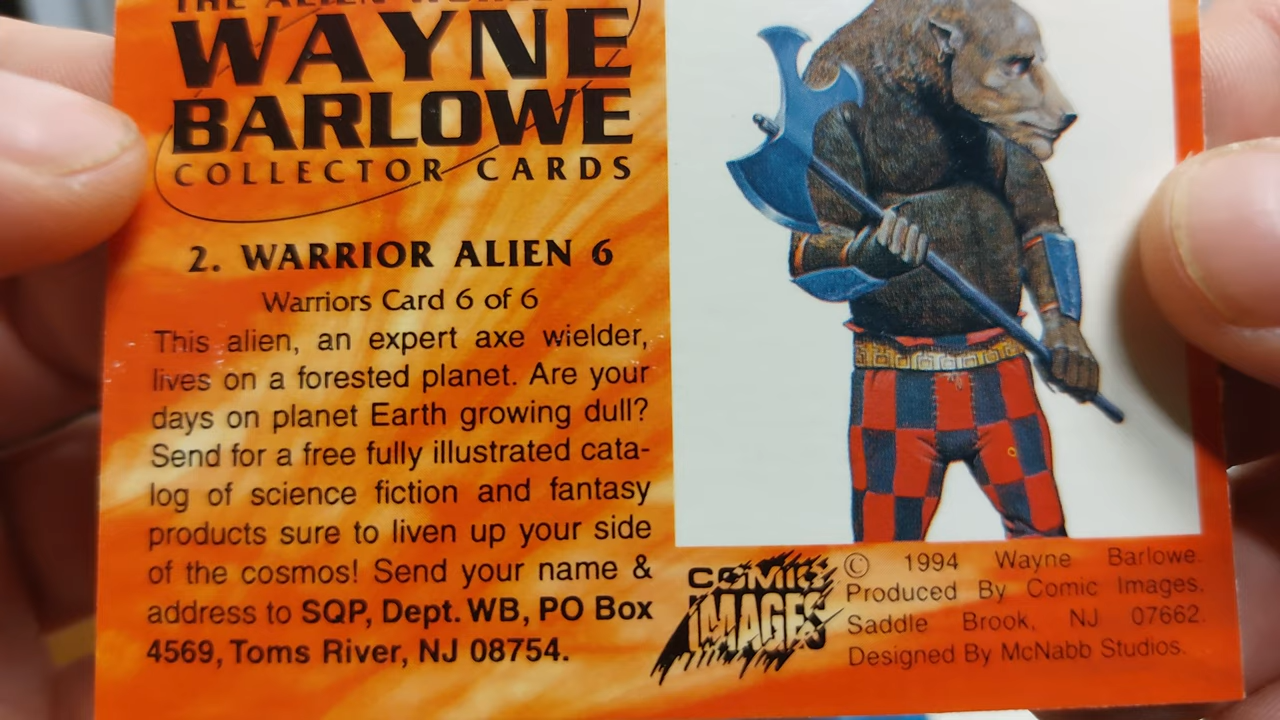 THE ALIEN WORLD
WAYNE
BARLOWE
COLLECTOR CARDS
2. WARRIOR ALIEN 6
Warriors Card 6 of 6
This alien, an expert axe wielder,
lives on a forested planet. Are your
days on planet Earth growing dull?
Send for a free fully illustrated cata-
log of science fiction and fantasy
products sure to liven up your side
of the cosmos! Send your name &
address to SQP, Dept. WB, PO Box
4569, Toms River, NJ 08754.
COMIC
IMAGES
© 1994 Wayne Barlowe.
Produced By Comic Images.
Saddle Brook, NJ 07662.
Designed By McNabb Studios.